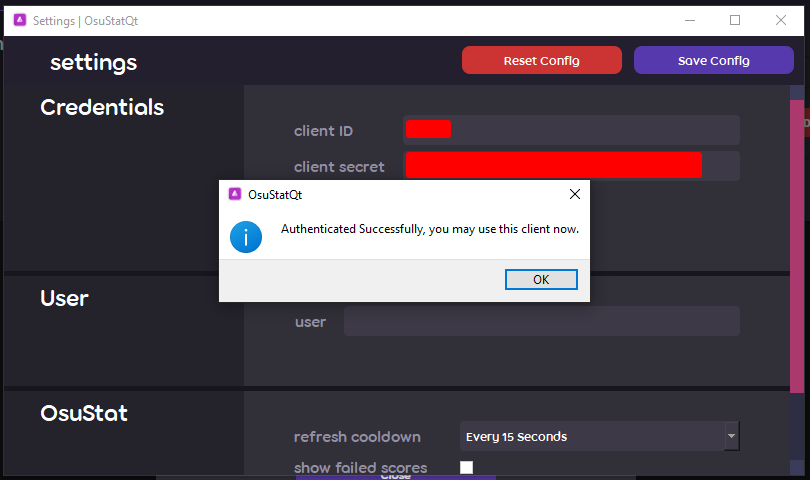 Settings | OsuStatQt
settings
Reset Config
Save Config
Credentials
client ID
client secret
OsuStatQt
Authenticated Successfully, you may use this client now.
OK
User
user
OsuStat
refresh cooldown
Every 15 Seconds
show failed scores
Close